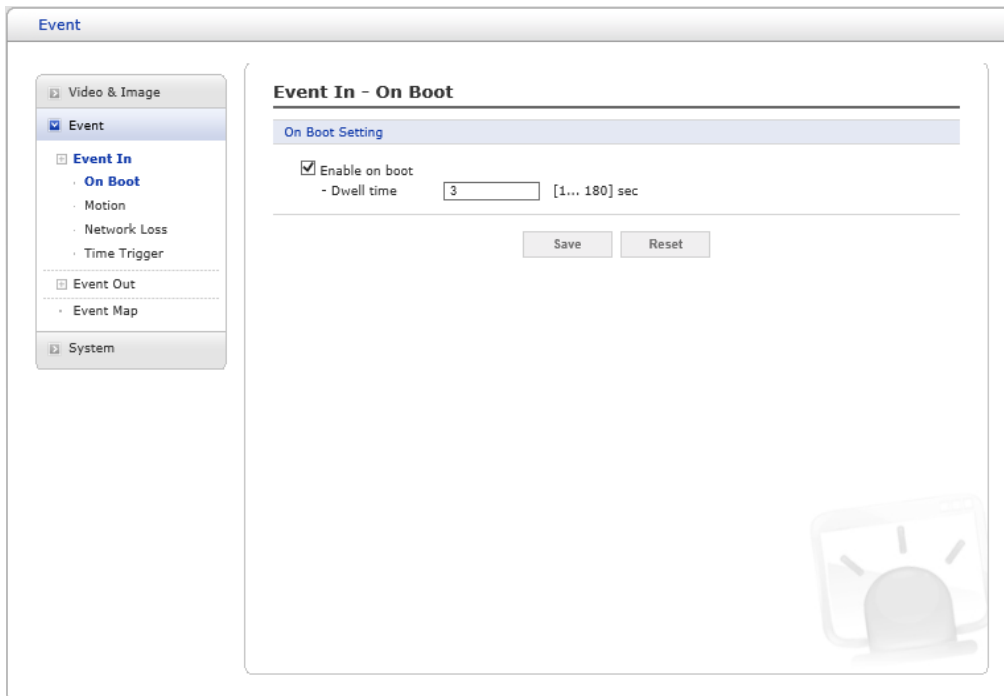 Event
Video & Image
Event
Event In
On Boot
Motion
Network Loss
Time Trigger
Event Out
Event Map
System
Event In - On Boot
On Boot Setting
Enable on boot
- Dwell time 3 [1... 180] sec
Save Reset